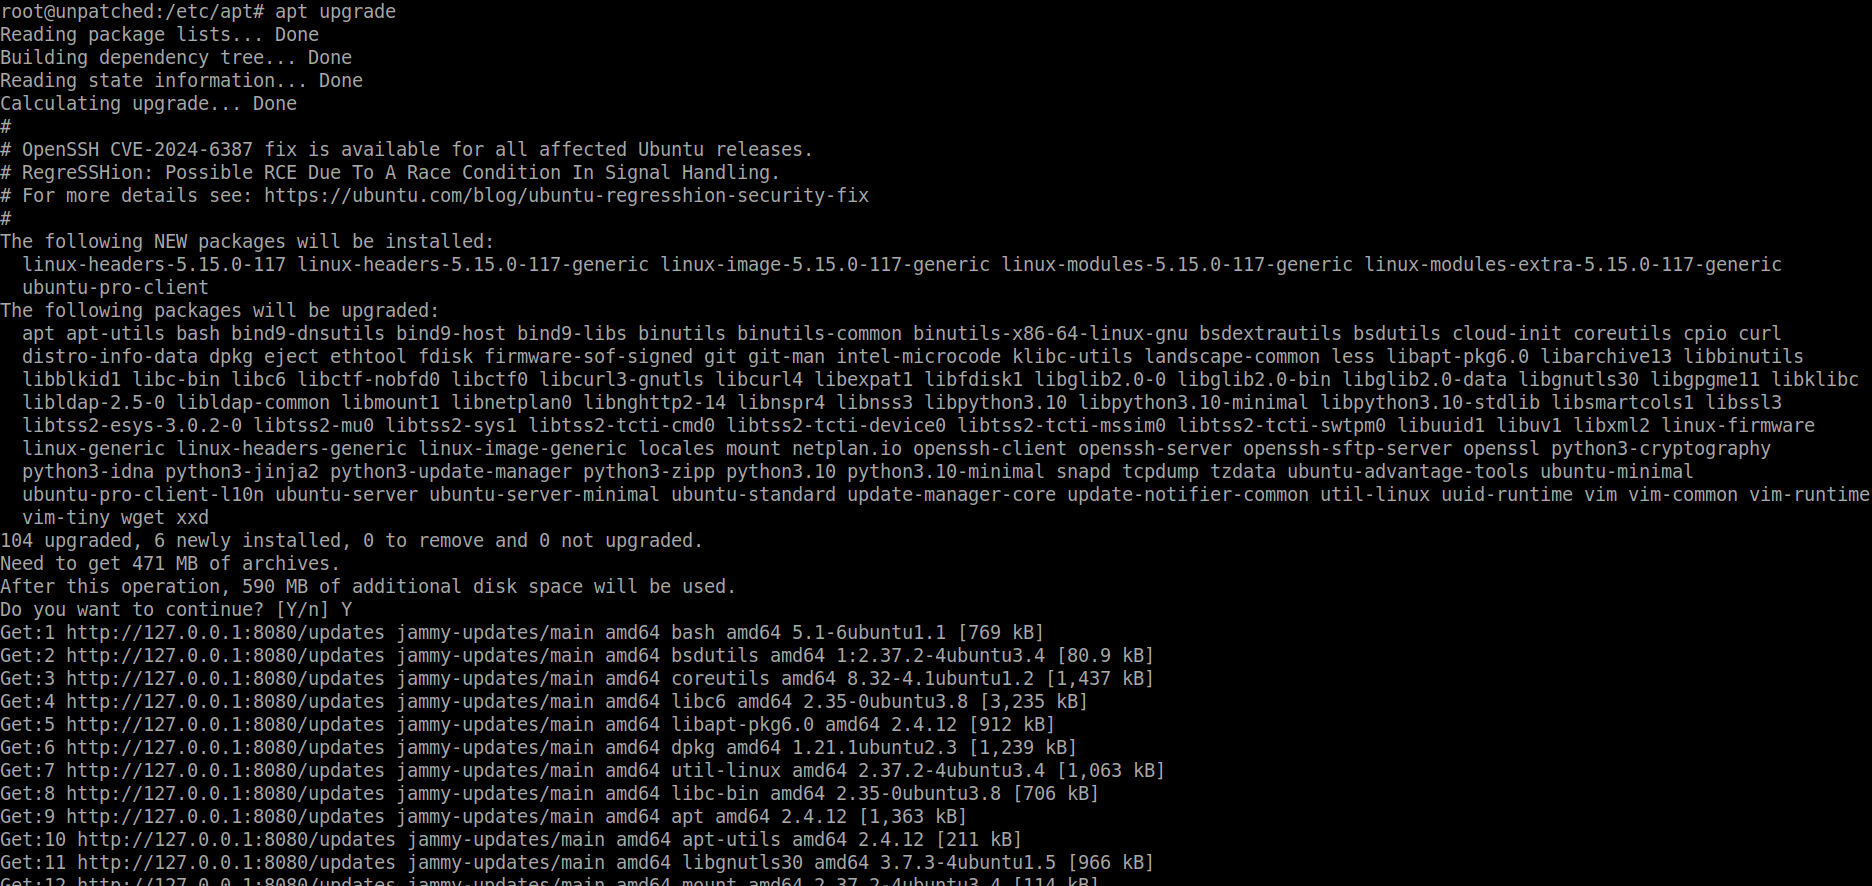 root@unpatched:/etc/apt# apt upgrade
Reading package lists... Done
Building dependency tree... Done
Reading state information... Done
Calculating upgrade... Done
#
# OpenSSH CVE-2024-6387 fix is available for all affected Ubuntu releases.
# RegreSSHion: Possible RCE Due To A Race Condition In Signal Handling.
# For more details see: https://ubuntu.com/blog/ubuntu-regresshion-security-fix
#
The following NEW packages will be installed:
  linux-headers-5.15.0-117 linux-headers-5.15.0-117-generic linux-image-5.15.0-117-generic linux-modules-5.15.0-117-generic linux-modules-extra-5.15.0-117-generic
  ubuntu-pro-client
The following packages will be upgraded:
  apt apt-utils bash bind9-dnsutils bind9-host bind9-libs binutils binutils-common binutils-x86-64-linux-gnu bsdextrautils bsdutils cloud-init coreutils cpio curl
  distro-info-data dpkg eject ethtool fdisk firmware-sof-signed git git-man intel-microcode klibc-utils landscape-common less libapt-pkg6.0 libarchive13 libbinutils
  libblkid1 libc-bin libc6 libctf-nobfd0 libctf0 libcurl3-gnutls libcurl4 libexpat1 libfdisk1 libglib2.0-0 libglib2.0-bin libglib2.0-data libgnutls30 libgpgme11 libklibc
  libldap-2.5-0 libldap-common libmount1 libnetplan0 libnghttp2-14 libnspr4 libnss3 libpython3.10 libpython3.10-minimal libpython3.10-stdlib libsmartcols1 libssl3
  libtss2-esys-3.0.2-0 libtss2-mu0 libtss2-sys1 libtss2-tcti-cmd0 libtss2-tcti-device0 libtss2-tcti-mssim0 libtss2-tcti-swtpm0 libuuid1 libuv1 libxml2 linux-firmware
  linux-generic linux-headers-generic linux-image-generic locales mount netplan.io openssh-client openssh-server openssh-sftp-server openssl python3-cryptography
  python3-idna python3-jinja2 python3-update-manager python3-zipp python3.10 python3.10-minimal snapd tcpdump tzdata ubuntu-advantage-tools ubuntu-minimal
  ubuntu-pro-client-l10n ubuntu-server ubuntu-server-minimal ubuntu-standard update-manager-core update-notifier-common util-linux uuid-runtime vim vim-common vim-runtime
  vim-tiny wget xxd
104 upgraded, 6 newly installed, 0 to remove and 0 not upgraded.
Need to get 471 MB of archives.
After this operation, 590 MB of additional disk space will be used.
Do you want to continue? [Y/n] Y
Get:1 http://127.0.0.1:8080/updates jammy-updates/main amd64 bash amd64 5.1-6ubuntu1.1 [769 kB]
Get:2 http://127.0.0.1:8080/updates jammy-updates/main amd64 bsdutils amd64 1:2.37.2-4ubuntu3.4 [80.9 kB]
Get:3 http://127.0.0.1:8080/updates jammy-updates/main amd64 coreutils amd64 8.32-4.1ubuntu1.2 [1,437 kB]
Get:4 http://127.0.0.1:8080/updates jammy-updates/main amd64 libc6 amd64 2.35-0ubuntu3.8 [3,235 kB]
Get:5 http://127.0.0.1:8080/updates jammy-updates/main amd64 libapt-pkg6.0 amd64 2.4.12 [912 kB]
Get:6 http://127.0.0.1:8080/updates jammy-updates/main amd64 dpkg amd64 1.21.1ubuntu2.3 [1,239 kB]
Get:7 http://127.0.0.1:8080/updates jammy-updates/main amd64 util-linux amd64 2.37.2-4ubuntu3.4 [1,063 kB]
Get:8 http://127.0.0.1:8080/updates jammy-updates/main amd64 libc-bin amd64 2.35-0ubuntu3.8 [706 kB]
Get:9 http://127.0.0.1:8080/updates jammy-updates/main amd64 apt amd64 2.4.12 [1,363 kB]
Get:10 http://127.0.0.1:8080/updates jammy-updates/main amd64 apt-utils amd64 2.4.12 [211 kB]
Get:11 http://127.0.0.1:8080/updates jammy-updates/main amd64 libgnutls30 amd64 3.7.3-4ubuntu1.5 [966 kB]
Get:12 http://127.0.0.1:8080/updates jammy-updates/main amd64 mount amd64 2.37.2-4ubuntu3.4 [114 kB]